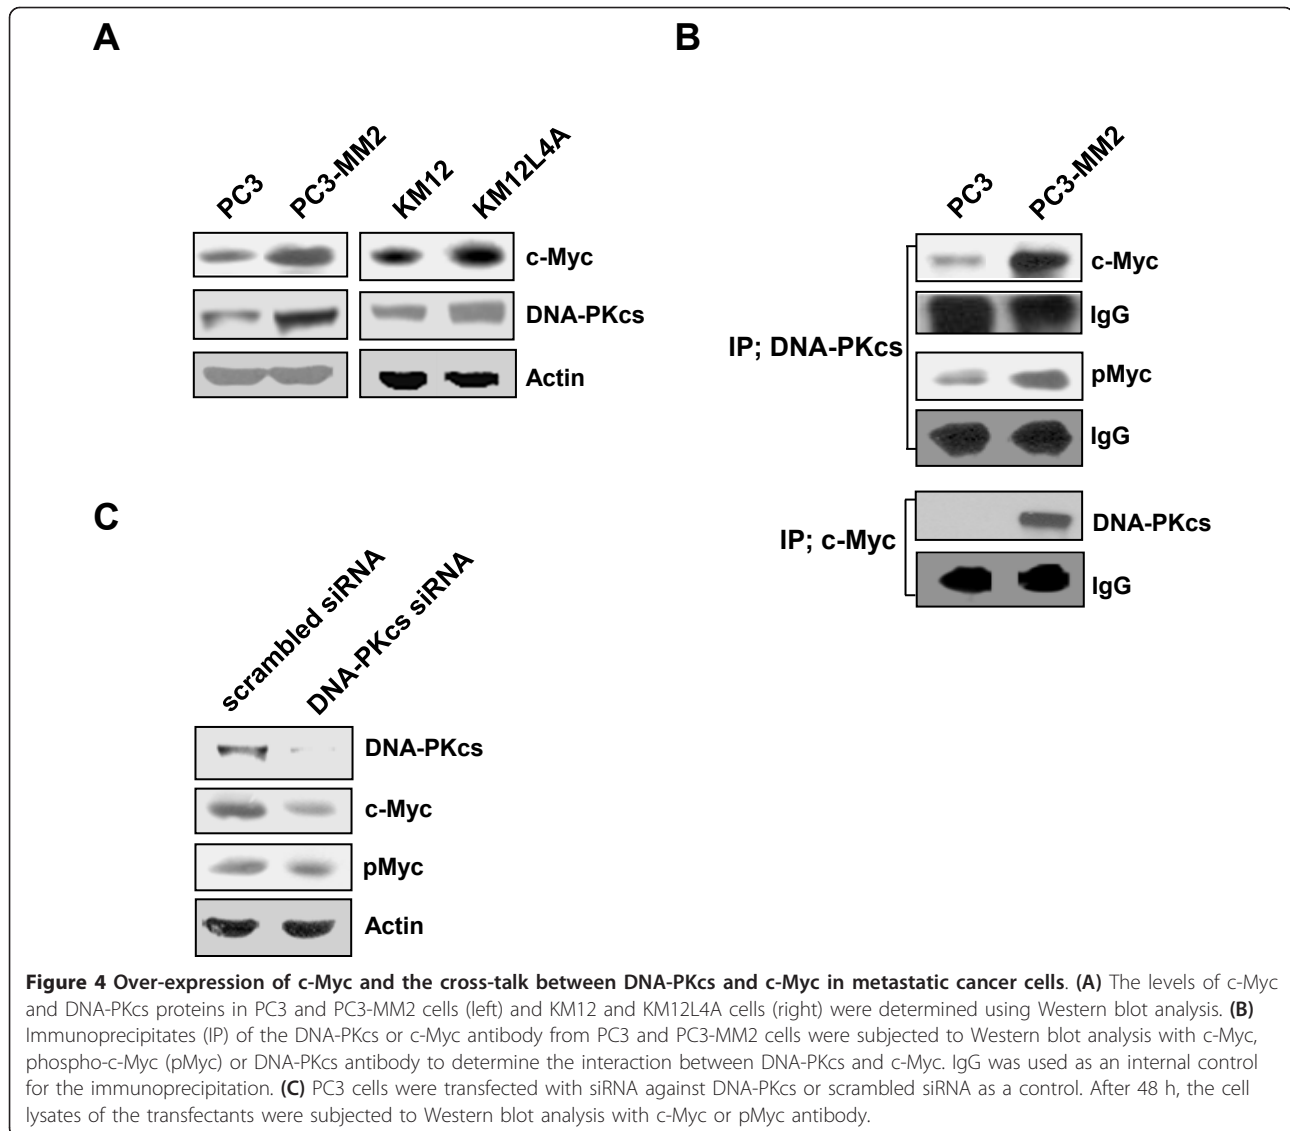 A
PC3
PC3-MM2
KM12
KM12L4A
c-Myc
DNA-PKcs
Actin
B
PC3
PC3-MM2
IP; DNA-PKcs
c-Myc
IgG
pMyc
IgG
IP; c-Myc
DNA-PKcs
IgG
C
scrambled siRNA
DNA-PKcs siRNA
DNA-PKcs
c-Myc
pMyc
Actin
Figure 4 Over-expression of c-Myc and the cross-talk between DNA-PKcs and c-Myc in metastatic cancer cells. (A) The levels of c-Myc
and DNA-PKcs proteins in PC3 and PC3-MM2 cells (left) and KM12 and KM12L4A cells (right) were determined using Western blot analysis. (B)
Immunoprecipitates (IP) of the DNA-PKcs or c-Myc antibody from PC3 and PC3-MM2 cells were subjected to Western blot analysis with c-Myc,
phospho-c-Myc (pMyc) or DNA-PKcs antibody to determine the interaction between DNA-PKcs and c-Myc. IgG was used as an internal control
for the immunoprecipitation. (C) PC3 cells were transfected with siRNA against DNA-PKcs or scrambled siRNA as a control. After 48 h, the cell
lysates of the transfectants were subjected to Western blot analysis with c-Myc or pMyc antibody.